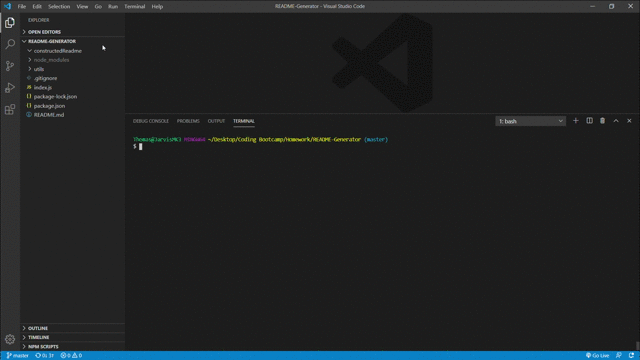 File Edit Selection View Go Run Terminal Help README-Generator - Visual Studio Code
EXPLORER
OPEN EDITORS
README-GENERATOR
constructedReadme
node_modules
utils
.gitignore
index.js
package-lock.json
package.json
README.md
OUTLINE
TIMELINE
NPM SCRIPTS
DEBUG CONSOLE PROBLEMS OUTPUT TERMINAL 1: bash
Thomas@JarvisMk3 MINGW64 ~/Desktop/Coding Bootcamp/Homework/README-Generator (master)
$
master 0 0 Go Live